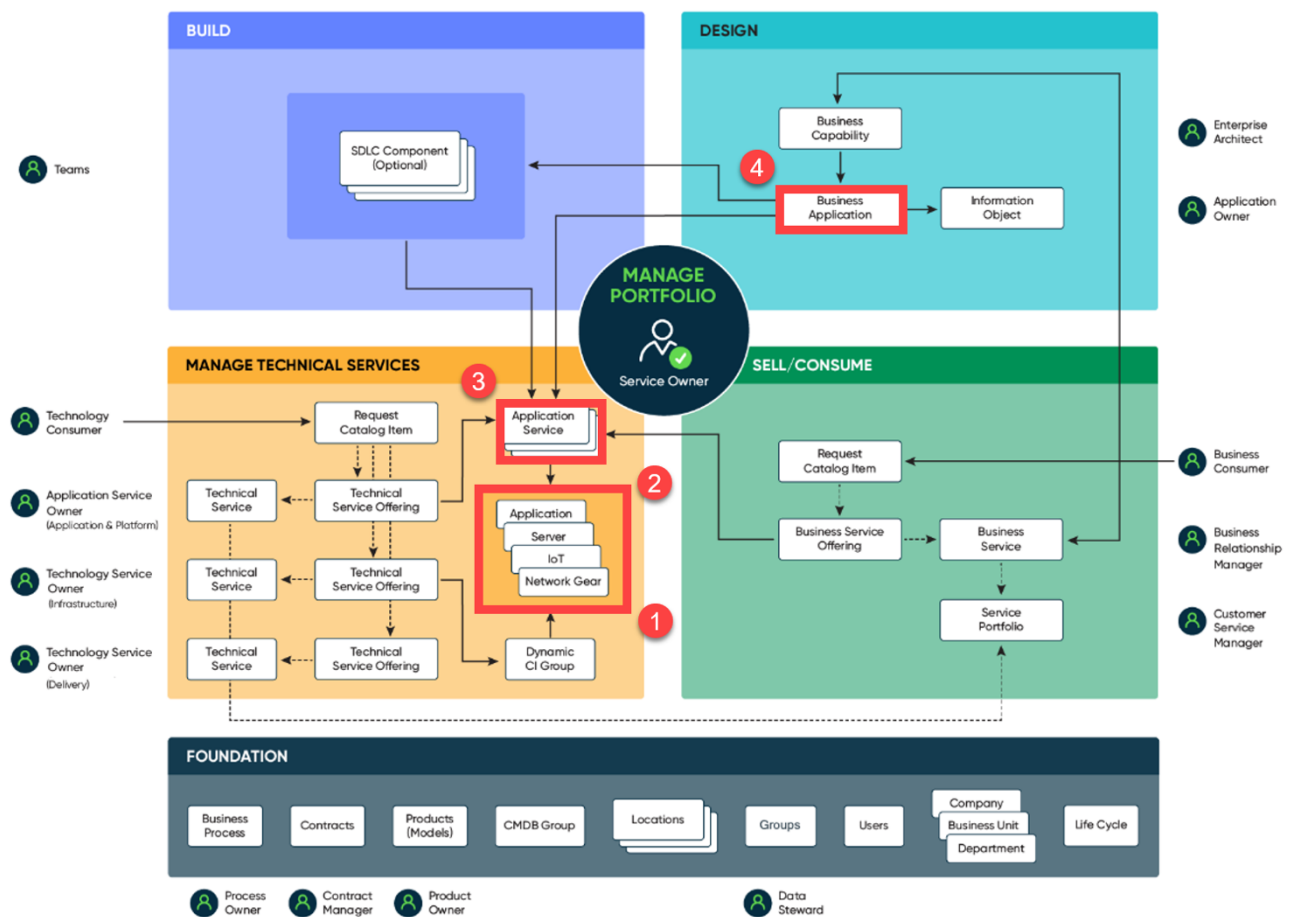 BUILD
DESIGN
Teams
SDLC Component
(Optional)
Business
Capability
4
Business
Application
Information
Object
Enterprise
Architect
Application
Owner
MANAGE
PORTFOLIO
Service Owner
MANAGE TECHNICAL SERVICES
SELL/CONSUME
3
Technology
Consumer
Request
Catalog Item
Application
Service
Request
Catalog Item
Business
Consumer
2
Application Service
Owner
(Application & Platform)
Technical
Service
Technical
Service Offering
Application
Server
IoT
Network Gear
Business Service
Offering
Business
Service
Business
Relationship
Manager
Technology Service
Owner
(Infrastructure)
Technical
Service
Technical
Service Offering
1
Service
Portfolio
Customer
Service
Manager
Technology Service
Owner
(Delivery)
Technical
Service
Technical
Service Offering
Dynamic
CI Group
FOUNDATION
Business
Process
Contracts
Products
(Models)
CMDB Group
Locations
Groups
Users
Company
Business Unit
Department
Life Cycle
Process
Owner
Contract
Manager
Product
Owner
Data
Steward